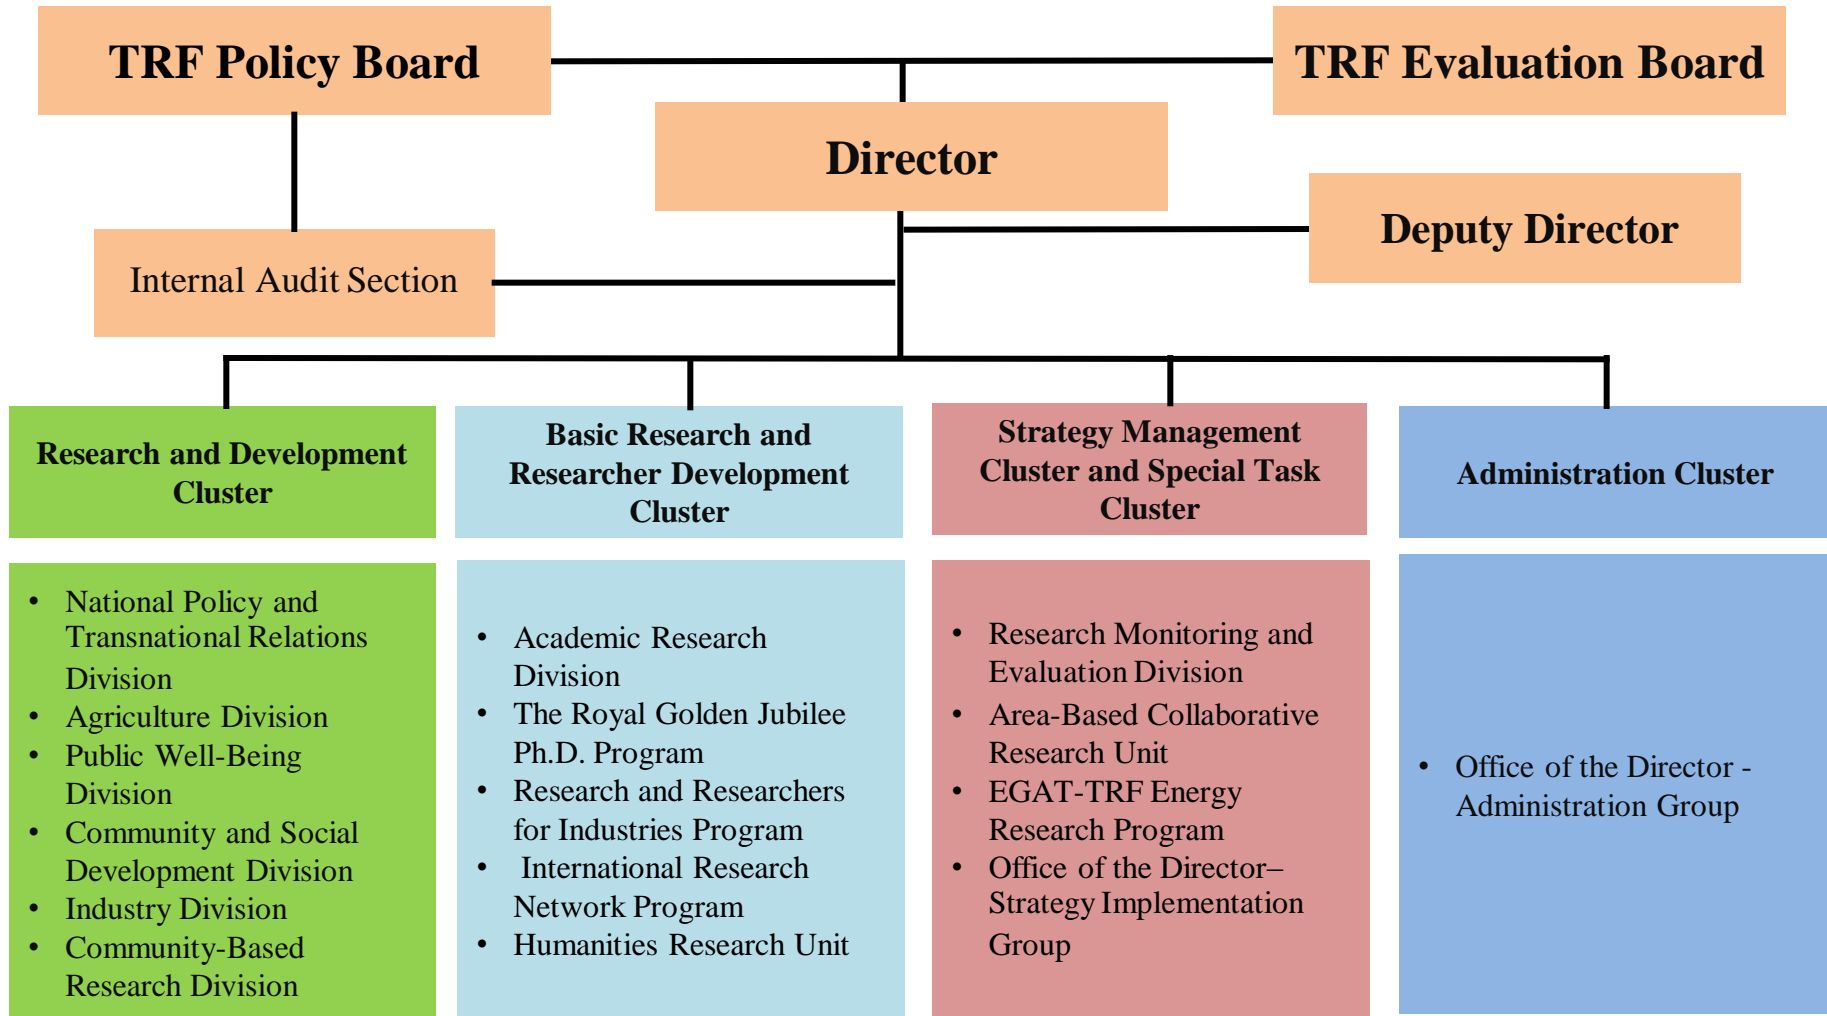 TRF Policy Board
TRF Evaluation Board
Director
Deputy Director
Internal Audit Section
Research and Development
Cluster
• National Policy and
Transnational Relations
Division
• Agriculture Division
• Public Well-Being
Division
• Community and Social
Development Division
• Industry Division
• Community-Based
Research Division
Basic Research and
Researcher Development
Cluster
• Academic Research
Division
• The Royal Golden Jubilee
Ph.D. Program
• Research and Researchers
for Industries Program
• International Research
Network Program
• Humanities Research Unit
Strategy Management
Cluster and Special Task
Cluster
• Research Monitoring and
Evaluation Division
• Area-Based Collaborative
Research Unit
• EGAT-TRF Energy
Research Program
• Office of the Director–
Strategy Implementation
Group
Administration Cluster
• Office of the Director -
Administration Group